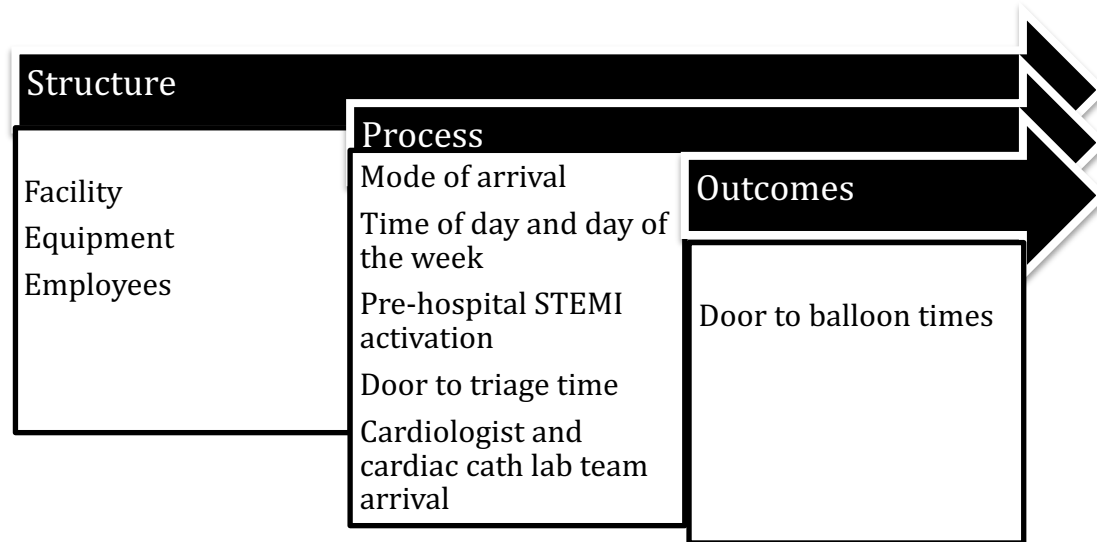 Structure
Facility
Equipment
Employees
Process
Mode of arrival
Time of day and day of
the week
Pre-hospital STEMI
activation
Door to triage time
Cardiologist and
cardiac cath lab team
arrival
Outcomes
Door to balloon times